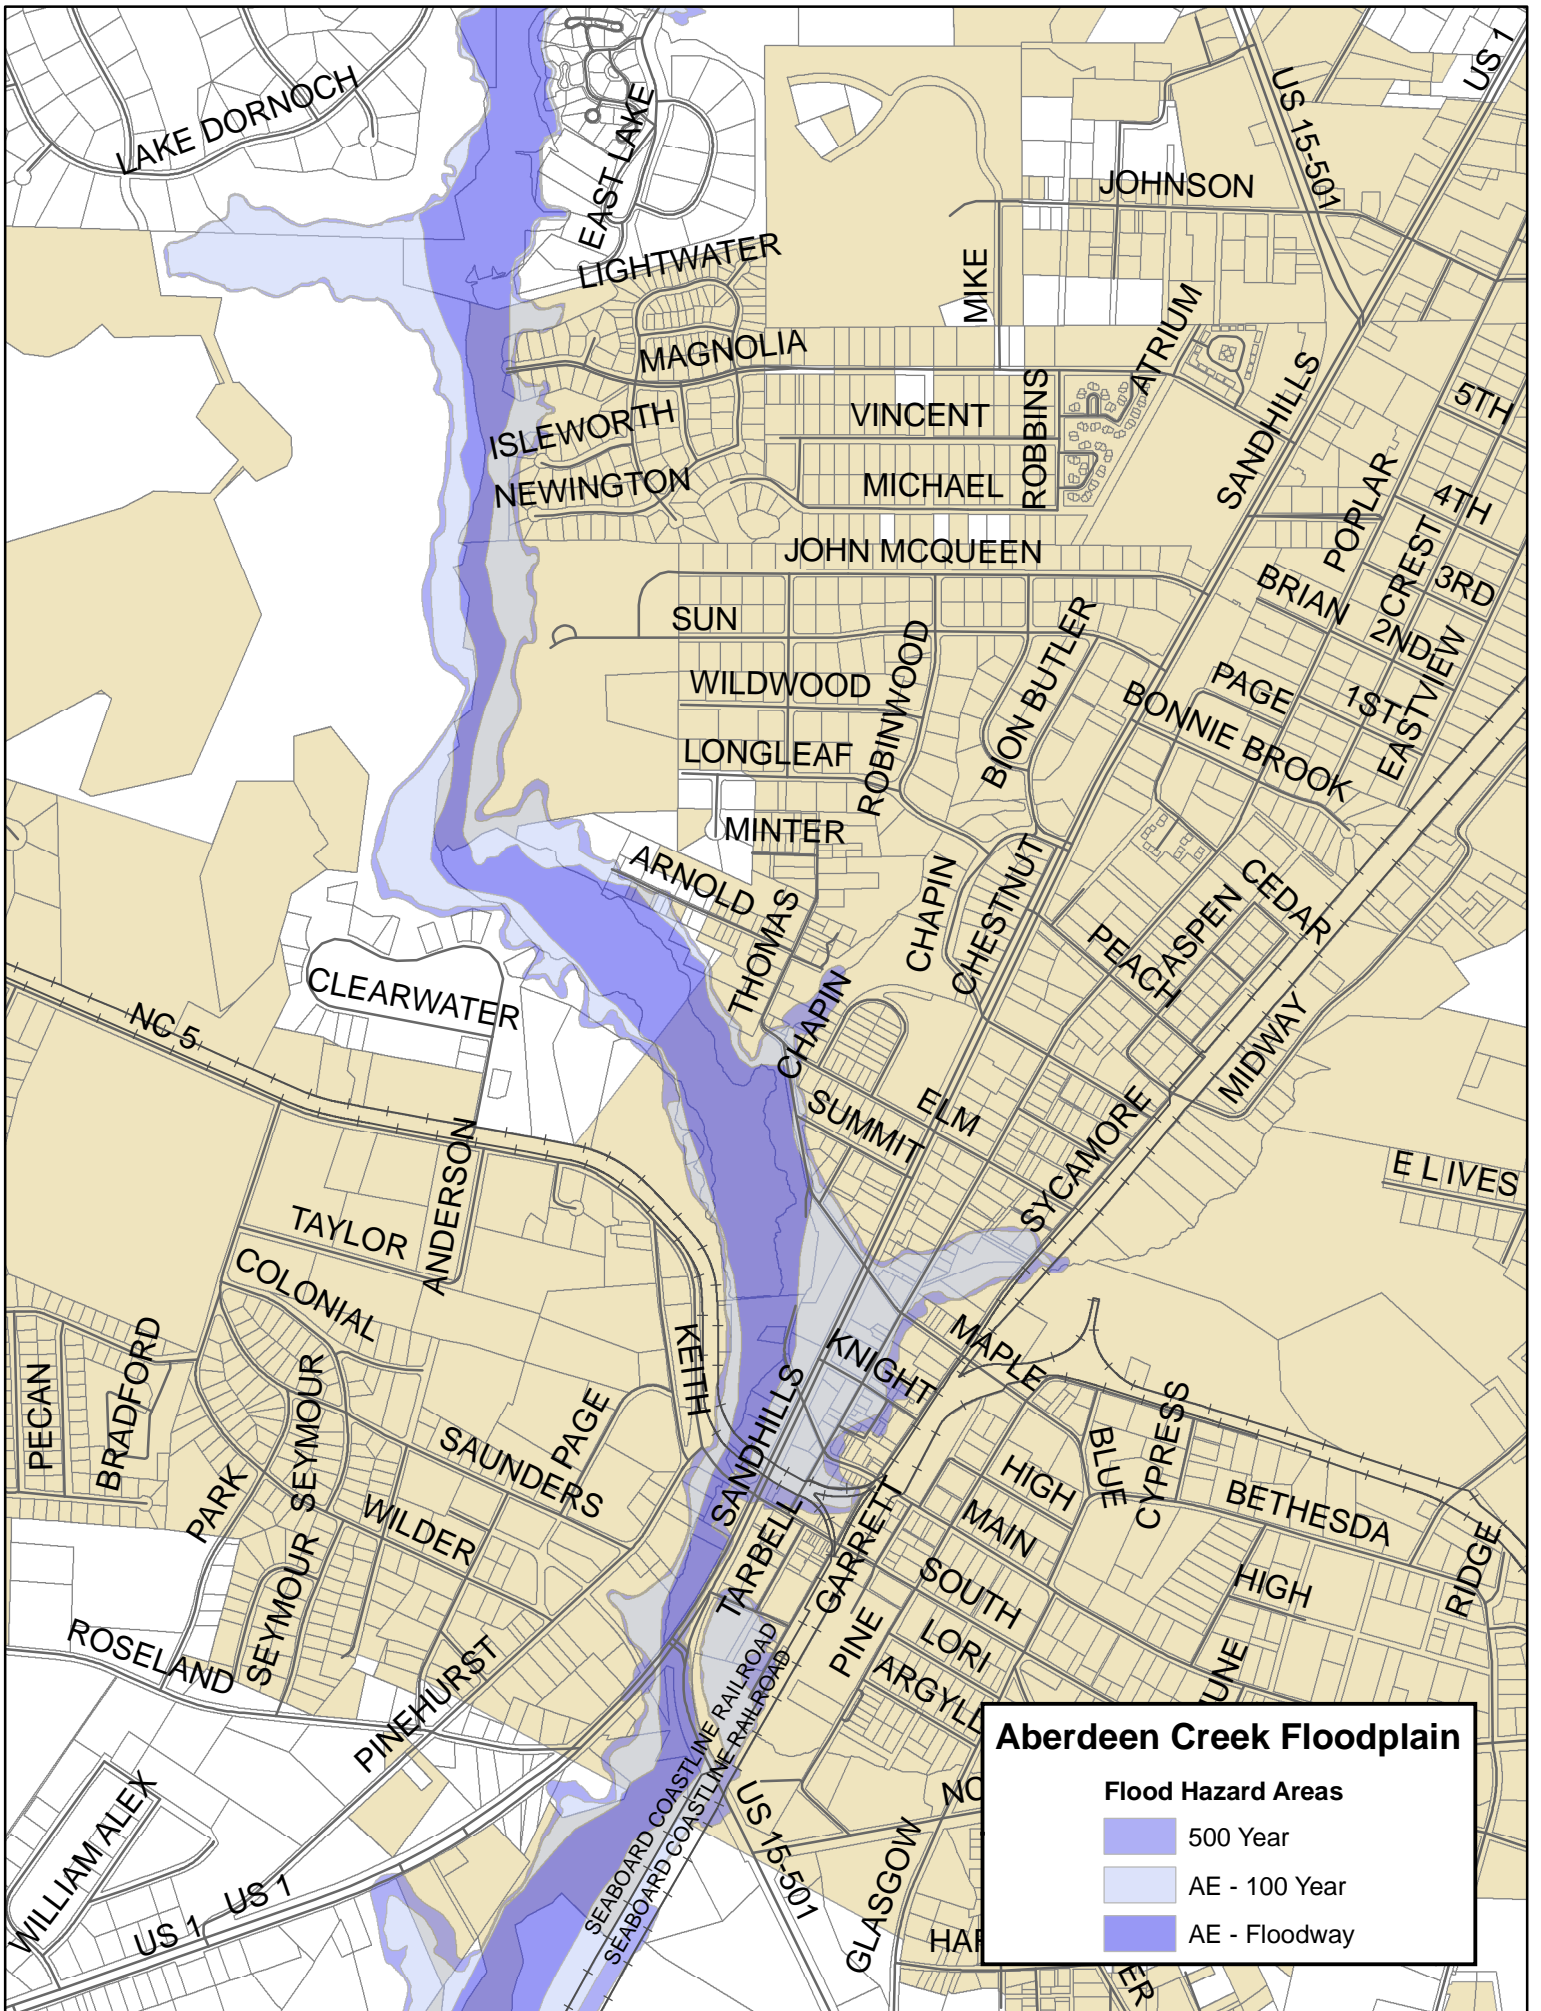 US 1
LAKE DORNOCH
EAST LAKE
US 15-501
JOHNSON
LIGHTWATER
MIKE
ATRIUM
MAGNOLIA
SANDHILLS
5TH
ROBBINS
VINCENT
ISLEWORTH
NEWINGTON
MICHAEL
POPLAR
4TH
CREST
JOHN MCQUEEN
3RD
BRIAN
SUN
2ND
EASTVIEW
ROBINWOOD
BION BUTLER
WILDWOOD
PAGE
1ST
BONNIE BROOK
LONGLEAF
MINTER
ARNOLD
CHAPIN
CHESTNUT
CEDAR
THOMAS
ASPEN
PEACH
CLEARWATER
NC 5
CHAPIN
MIDWAY
SUMMIT
ELM
SYCAMORE
E L IVES
ANDERSON
TAYLOR
COLONIAL
KEITH
KNIGHT
MAPLE
BRADFORD
PECAN
SEYMOUR
PAGE
SANDHILLS
CYPRESS
BLUE
SAUNDERS
HIGH
PARK
WILDER
MAIN
BETHESDA
TARBELL
GARRETT
RIDGE
SEYMOUR
SOUTH
HIGH
PINE
LORI
ROSELAND
PINEHURST
ARGYLL
JUNE
SEABOARD COASTLINE RAILROAD
SEABOARD COASTLINE RAILROAD
WILLIAM ALEX
US 1
US 1
US 15-501
GLASGOW
NO
HAR
ER
Aberdeen Creek Floodplain
Flood Hazard Areas
500 Year
AE - 100 Year
AE - Floodway